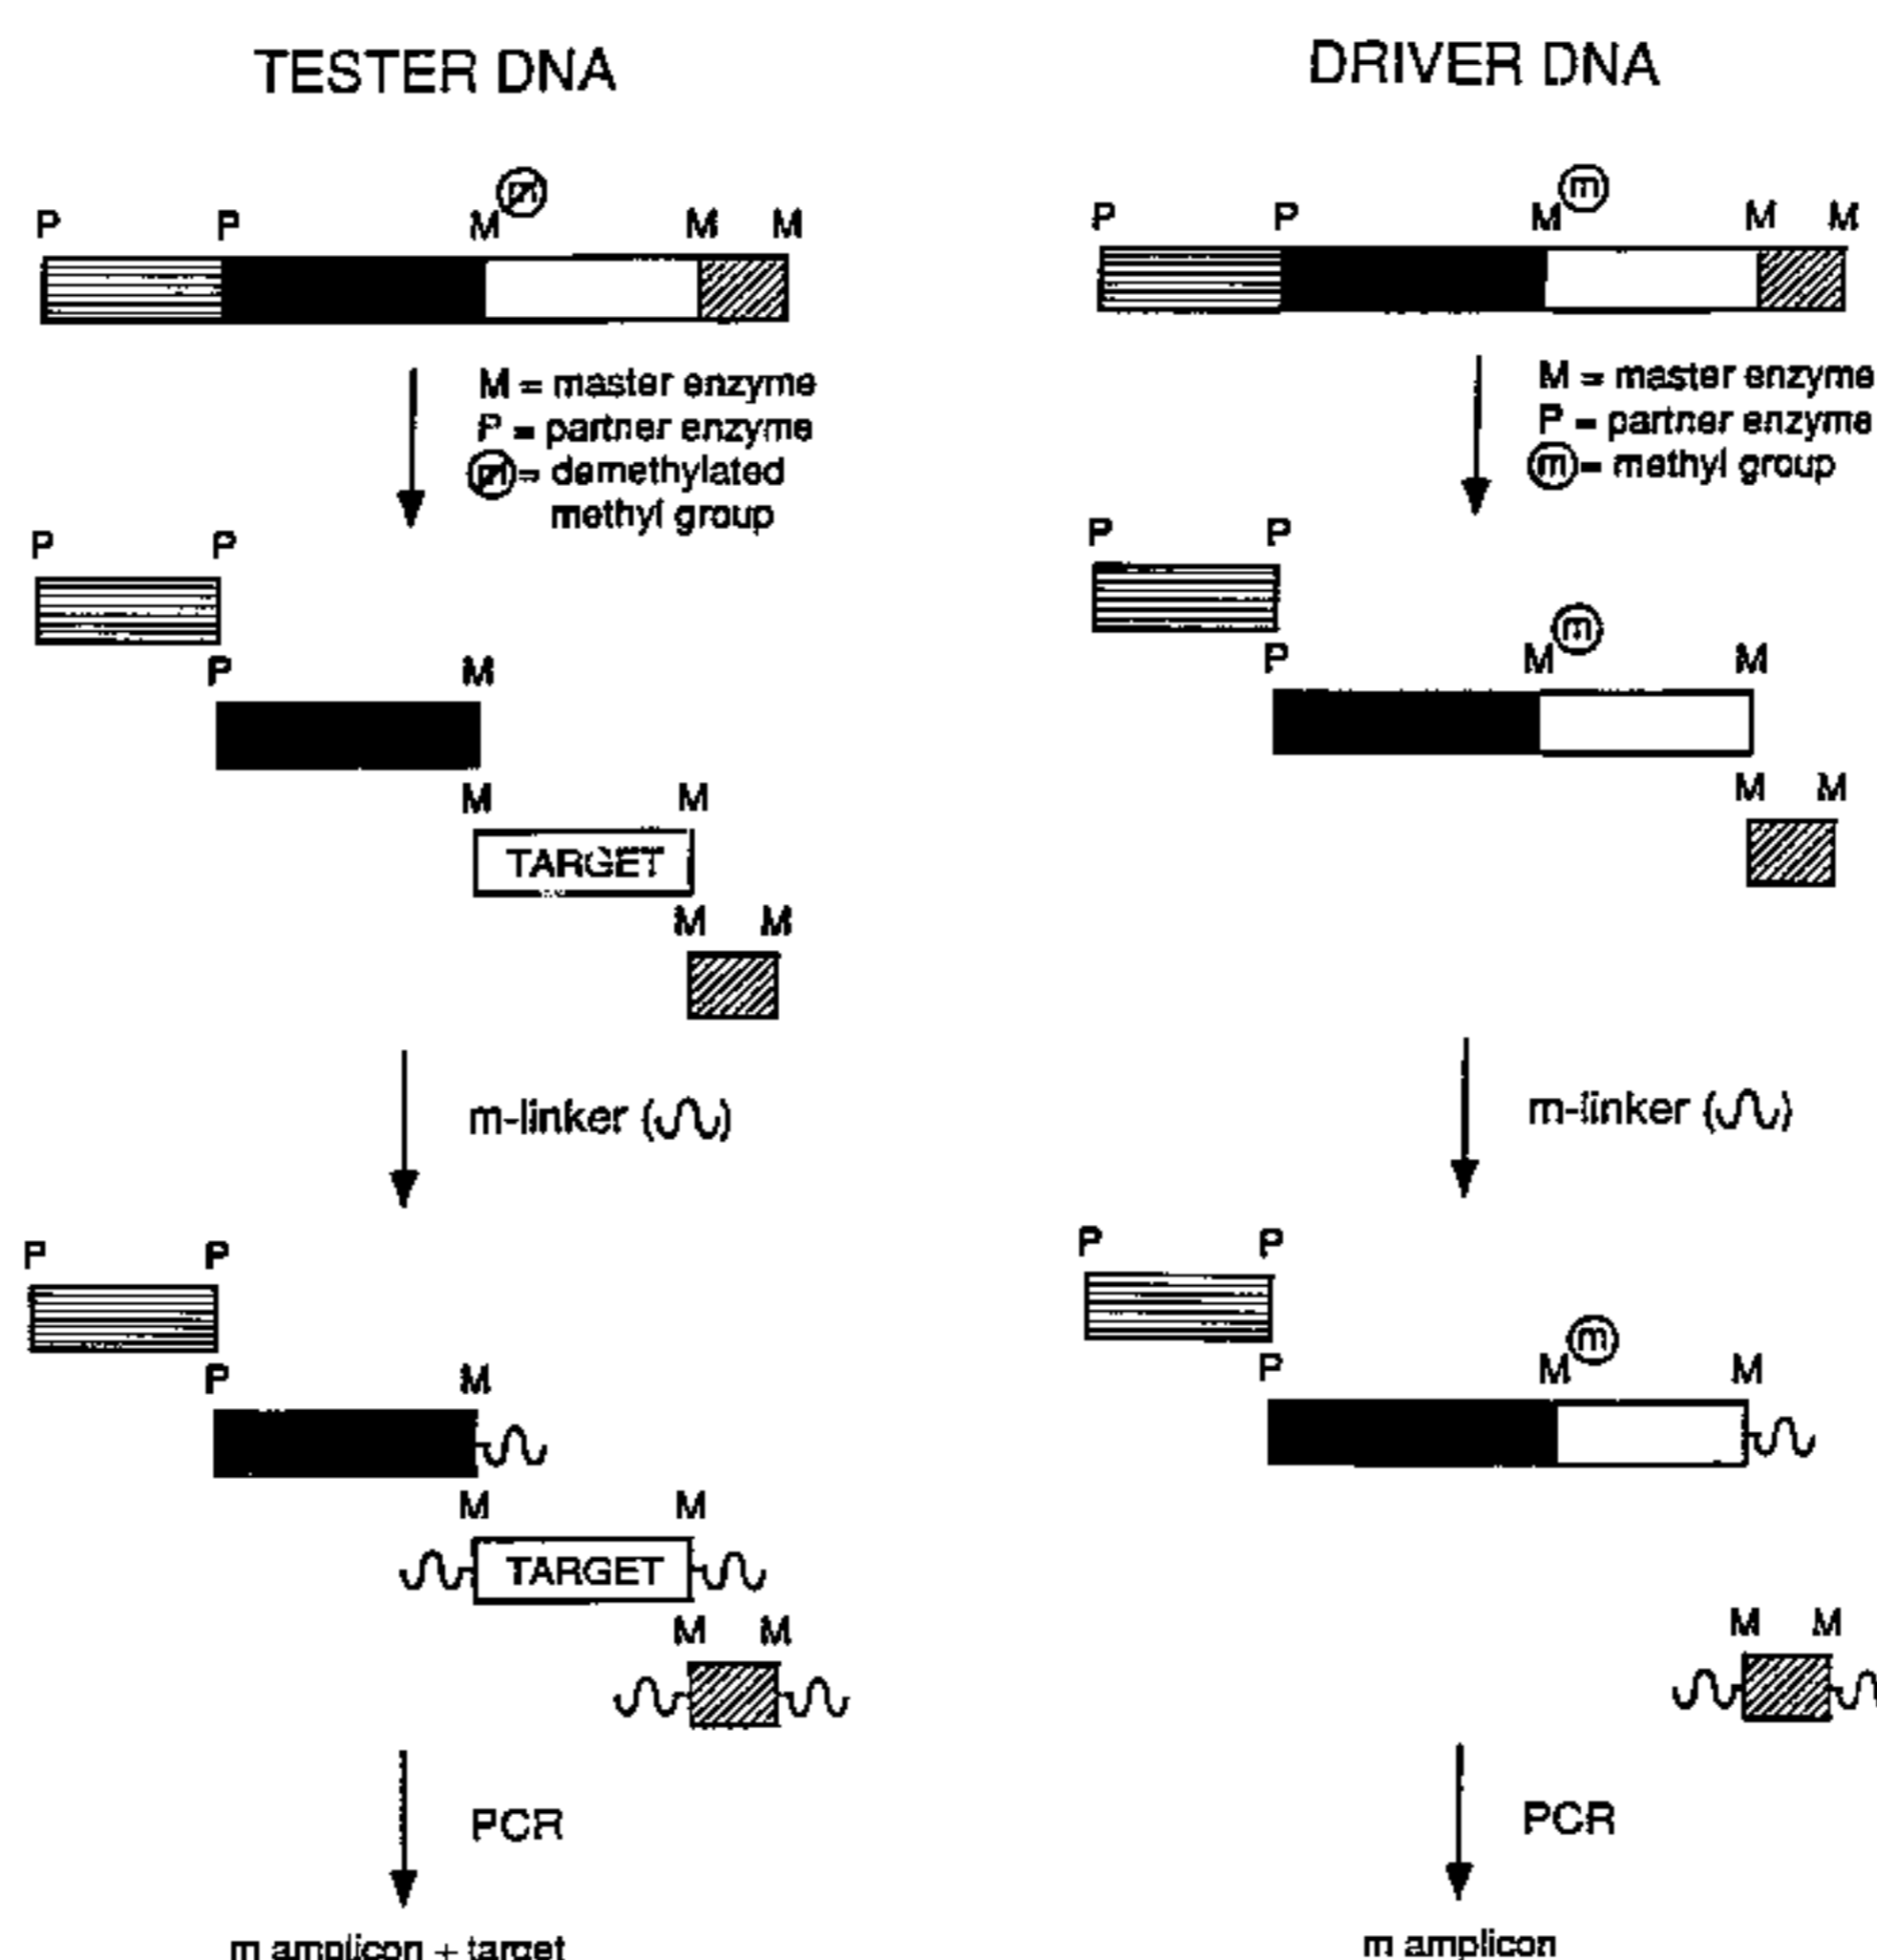 TESTER DNA
P P M m M M
M = master enzyme
P = partner enzyme
m = demethylated
methyl group
P P
P M
M M
TARGET
M M
m-linker ( )
P P
P M
M M
TARGET
M M
PCR
m amplicon + target
DRIVER DNA
P P M m M M
M = master enzyme
P = partner enzyme
m = methyl group
P P
P M m M
M M
m-linker ( )
P P
P M m M
M M
PCR
m amplicon